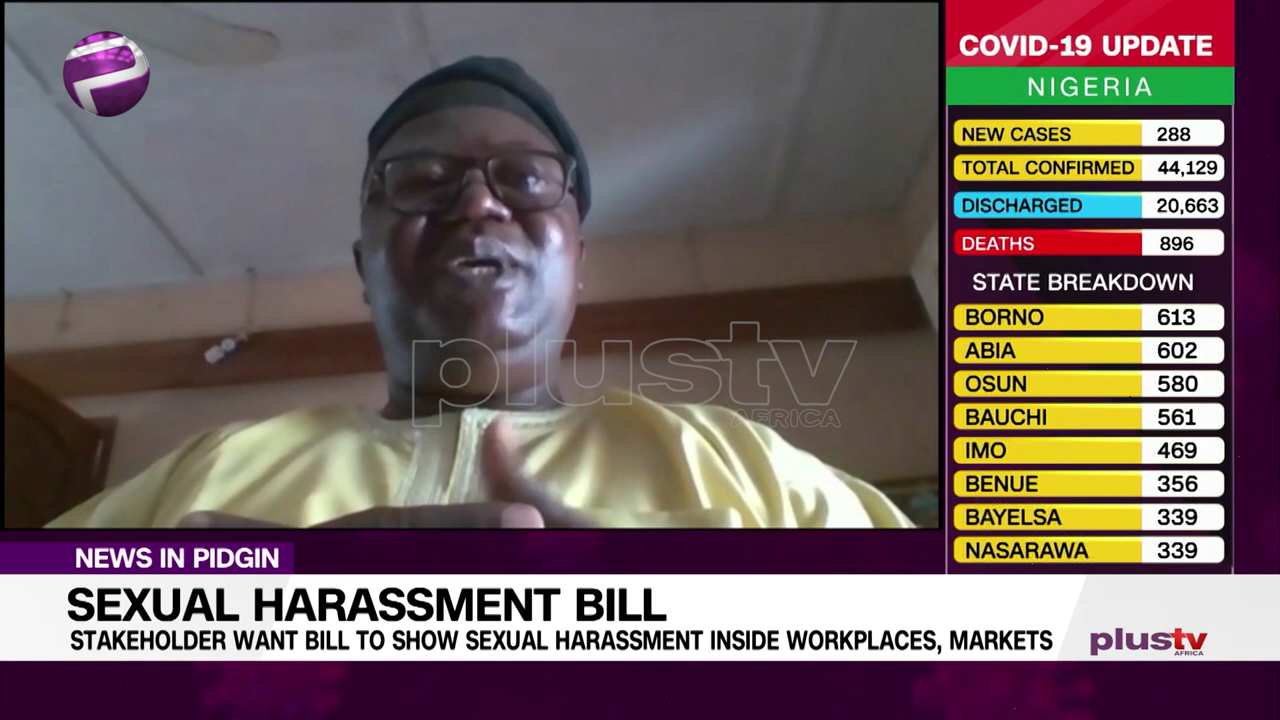 COVID-19 UPDATE
NIGERIA
NEW CASES 288
TOTAL CONFIRMED 44,129
DISCHARGED 20,663
DEATHS 896
STATE BREAKDOWN
BORNO 613
ABIA 602
OSUN 580
BAUCHI 561
IMO 469
BENUE 356
BAYELSA 339
NASARAWA 339
plustv
AFRICA
NEWS IN PIDGIN
SEXUAL HARASSMENT BILL
STAKEHOLDER WANT BILL TO SHOW SEXUAL HARASSMENT INSIDE WORKPLACES, MARKETS
plustv
AFRICA